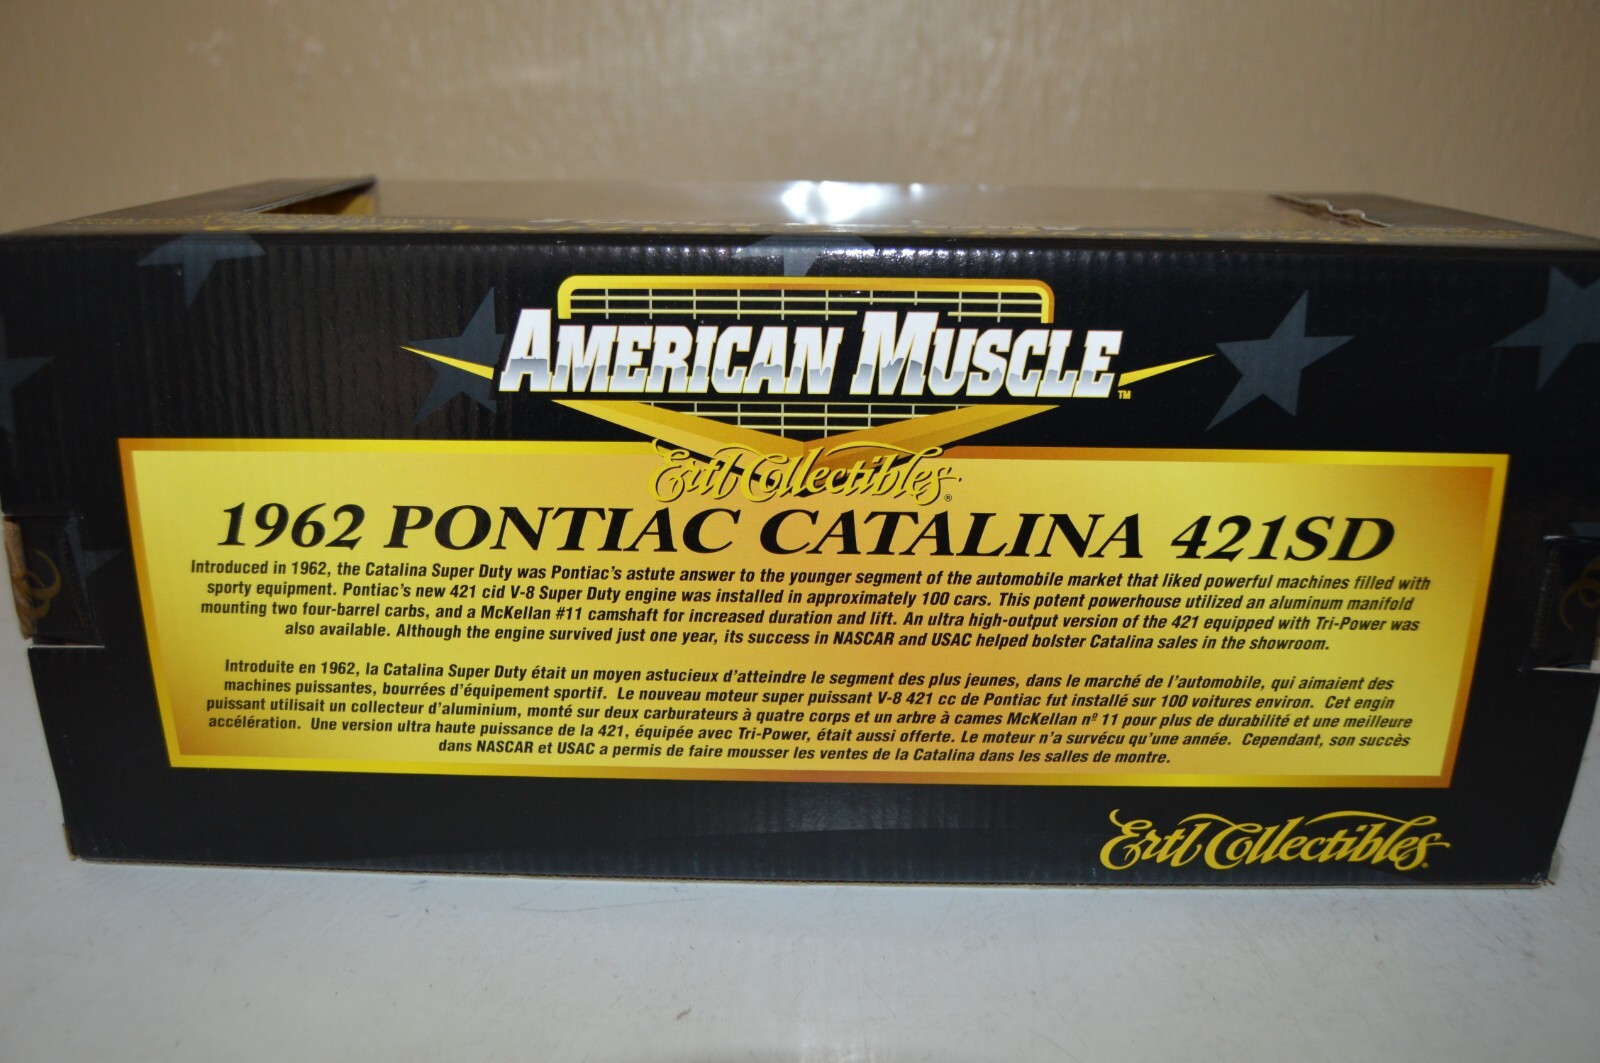 AMERICAN MUSCLE™
Ertl Collectibles®
1962 PONTIAC CATALINA 421SD
Introduced in 1962, the Catalina Super Duty was Pontiac's astute answer to the younger segment of the automobile market that liked powerful machines filled with
sporty equipment. Pontiac's new 421 cid V-8 Super Duty engine was installed in approximately 100 cars. This potent powerhouse utilized an aluminum manifold
mounting two four-barrel carbs, and a McKellan #11 camshaft for increased duration and lift. An ultra high-output version of the 421 equipped with Tri-Power was
also available. Although the engine survived just one year, its success in NASCAR and USAC helped bolster Catalina sales in the showroom.
Introduite en 1962, la Catalina Super Duty était un moyen astucieux d'atteindre le segment des plus jeunes, dans le marché de l'automobile, qui aimaient des
machines puissantes, bourrées d'équipement sportif. Le nouveau moteur super puissant V-8 421 cc de Pontiac fut installé sur 100 voitures environ. Cet engin
puissant utilisait un collecteur d'aluminium, monté sur deux carburateurs à quatre corps et un arbre à cames McKellan nº 11 pour plus de durabilité et une meilleure
accélération. Une version ultra haute puissance de la 421, équipée avec Tri-Power, était aussi offerte. Le moteur n'a survécu qu'une année. Cependant, son succès
dans NASCAR et USAC a permis de faire mousser les ventes de la Catalina dans les salles de montre.
Ertl Collectibles®